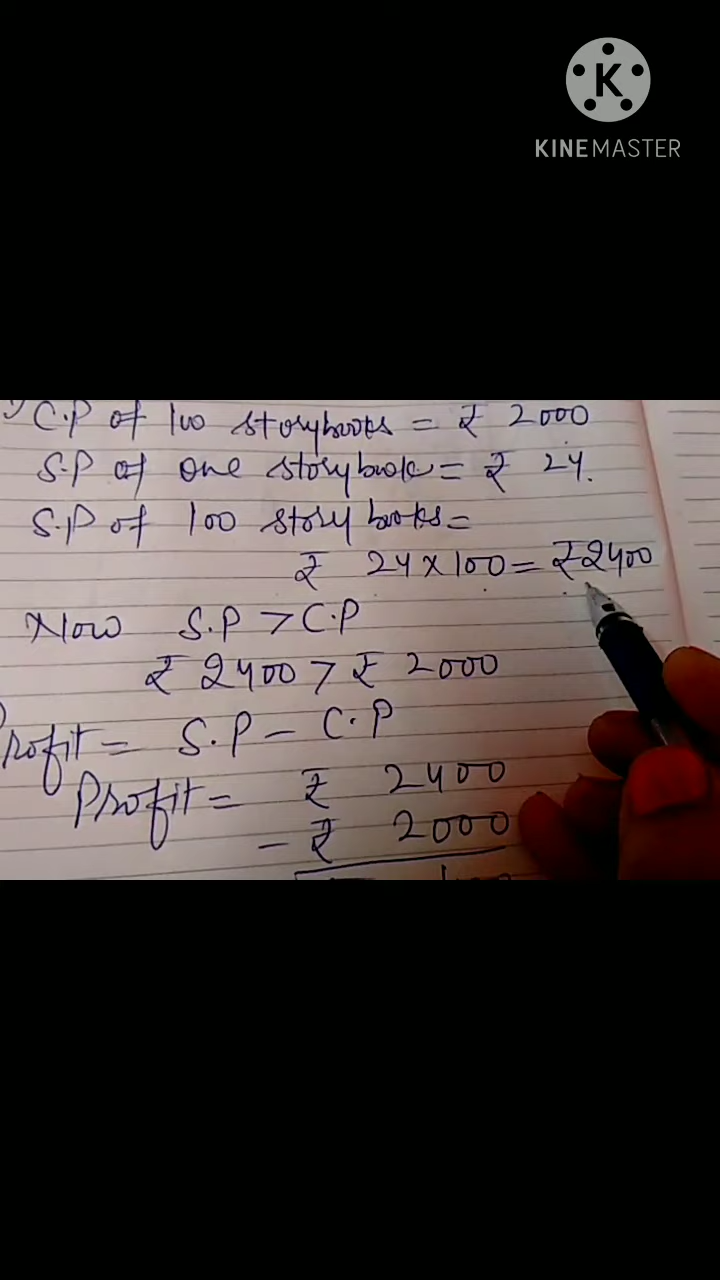 K
KINEMASTER
C.P of 100 storybooks = ₹ 2000
S.P of one storybook = ₹ 24.
S.P of 100 story books =
₹ 24 × 100 = ₹2400
Now S.P > C.P
₹ 2400 > ₹ 2000
Profit = S.P - C.P
Profit = ₹ 2400
- ₹ 2000